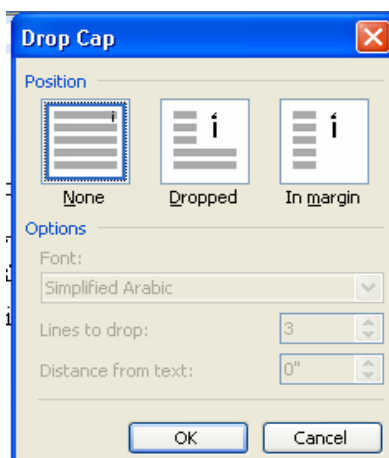 Drop Cap
Position
None Dropped In margin
Options
Font:
Simplified Arabic
Lines to drop: 3
Distance from text: 0"
OK Cancel